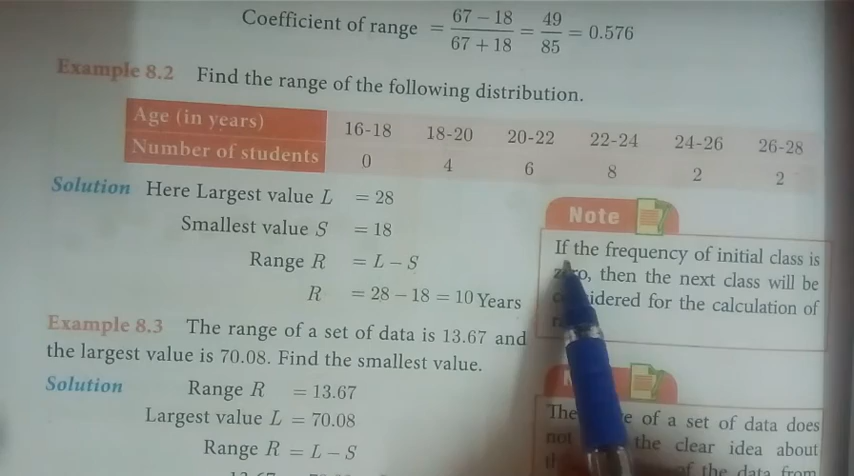 Coefficient of range = 67 − 18 / 67 + 18 = 49 / 85 = 0.576
Example 8.2 Find the range of the following distribution.
Age (in years) 16-18 18-20 20-22 22-24 24-26 26-28
Number of students 0 4 6 8 2 2
Solution Here Largest value L = 28
Smallest value S = 18
Range R = L − S
R = 28 − 18 = 10 Years
Note
If the frequency of initial class is
zero, then the next class will be
considered for the calculation of
Example 8.3 The range of a set of data is 13.67 and
the largest value is 70.08. Find the smallest value.
Solution Range R = 13.67
Largest value L = 70.08
Range R = L − S
The of a set of data does
not the clear idea about
of the data from